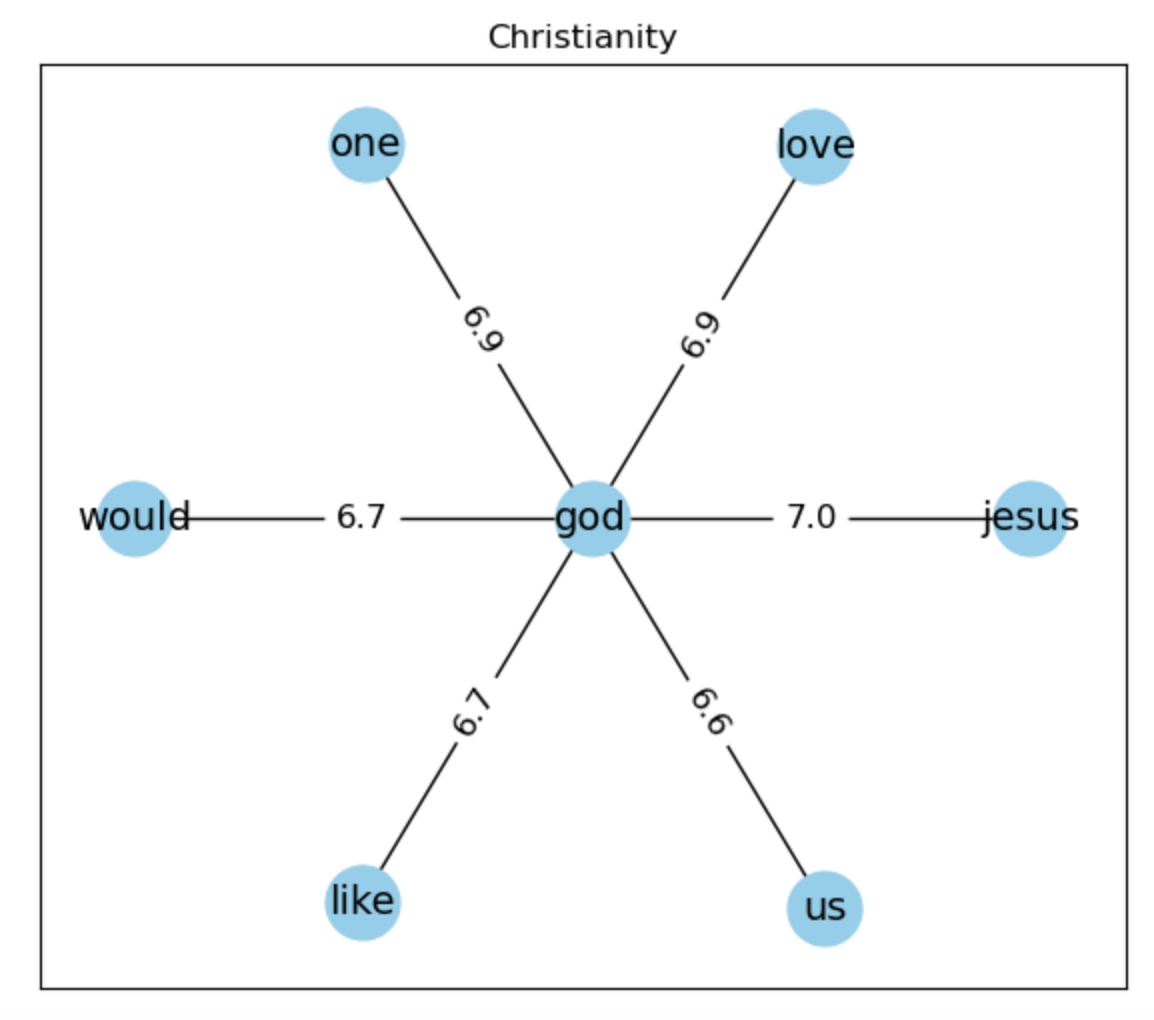 Christianity
one
love
6.9
6.9
would
6.7
god
7.0
jesus
6.7
6.6
like
us